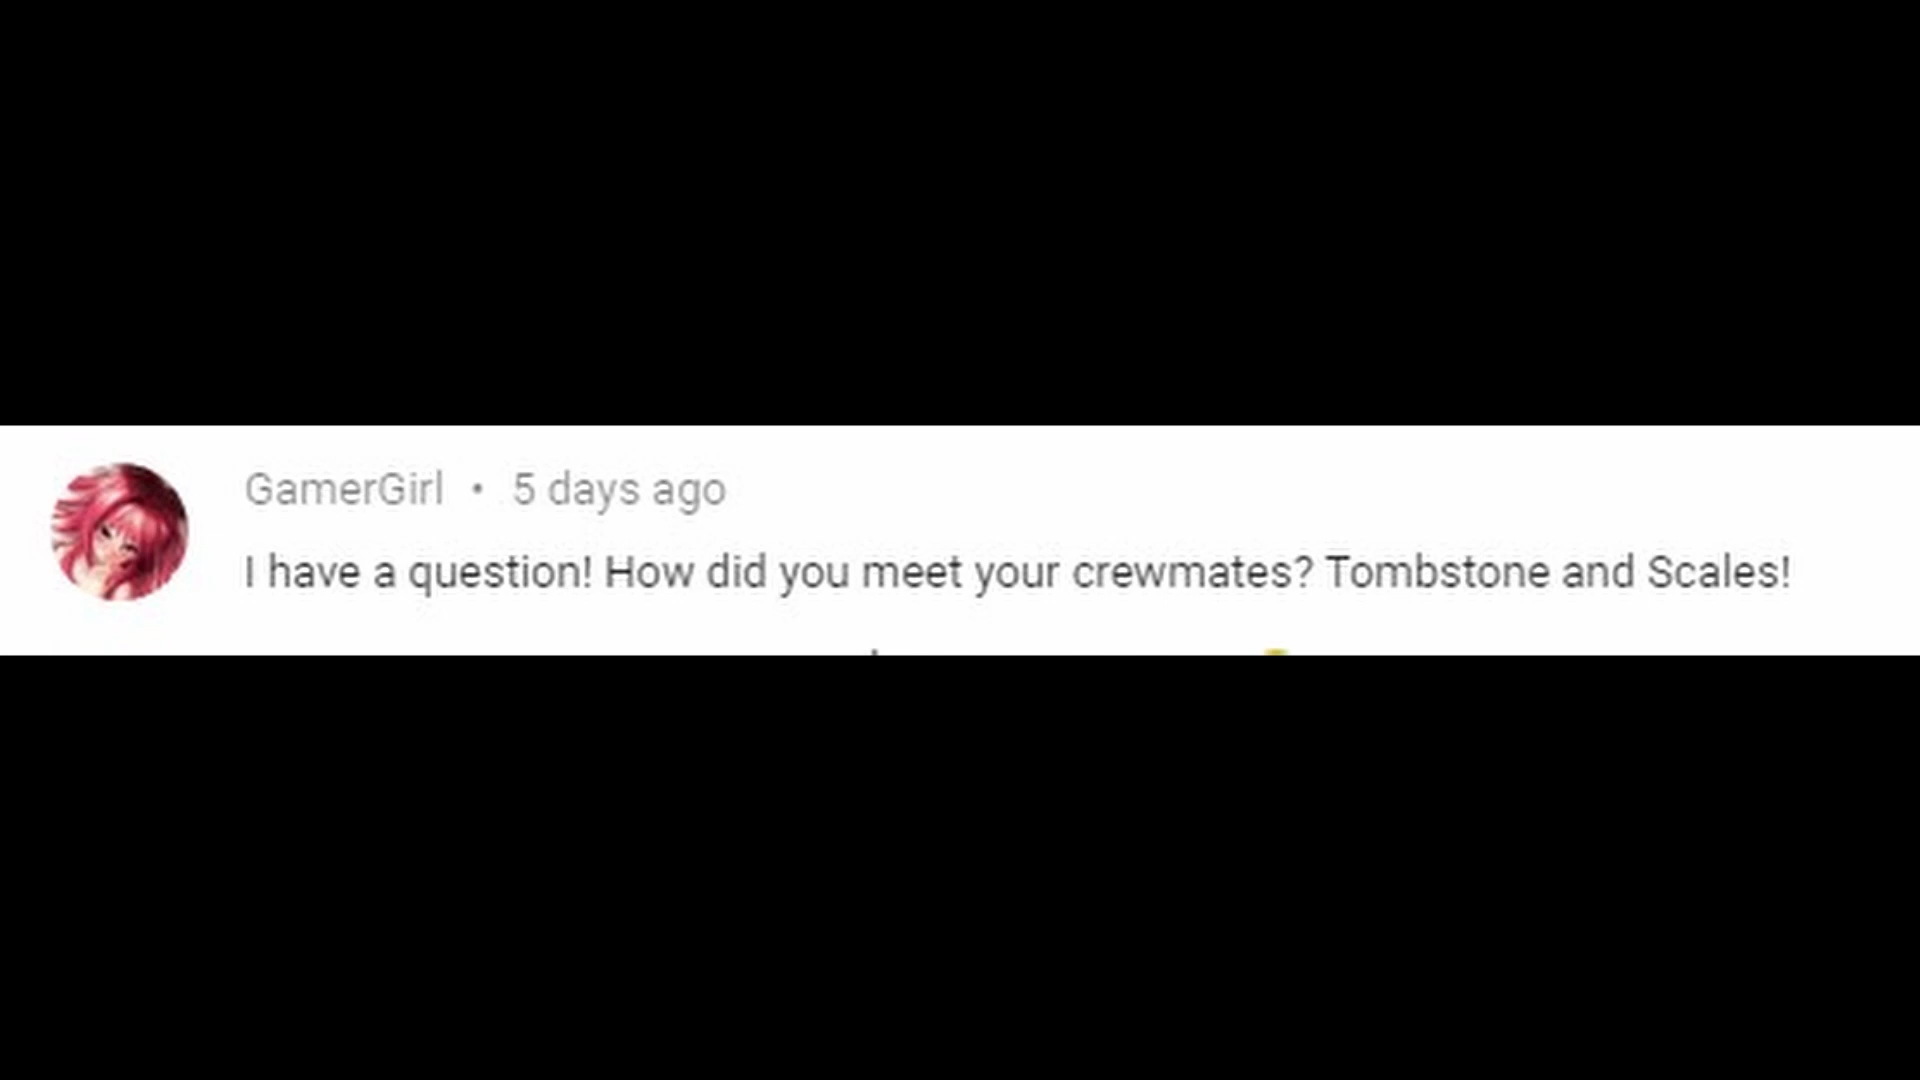 GamerGirl • 5 days ago
I have a question! How did you meet your crewmates? Tombstone and Scales!